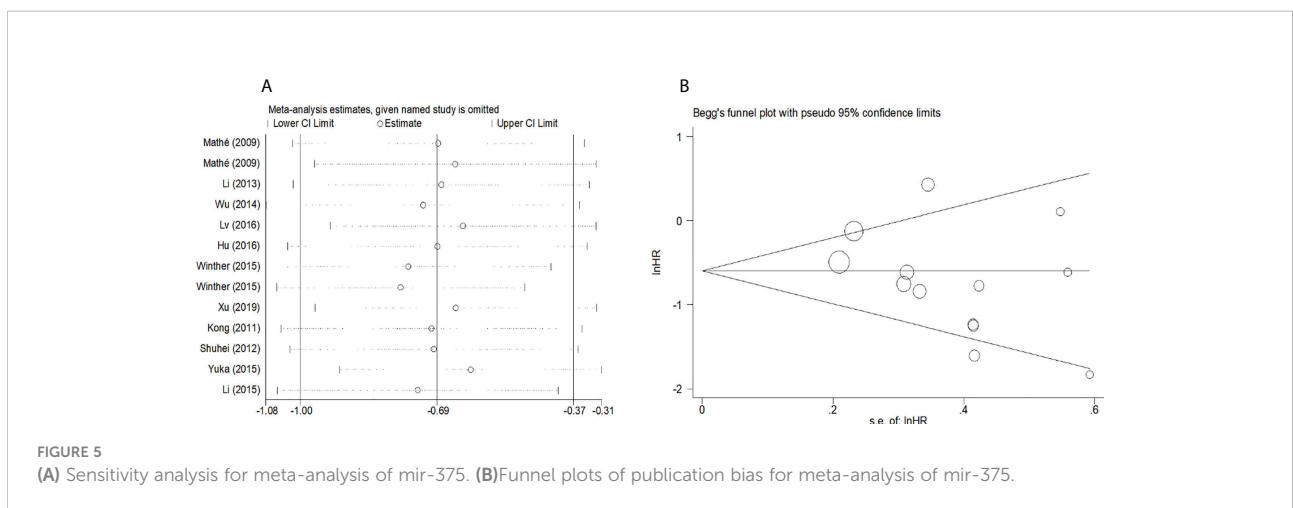 A
Meta-analysis estimates, given named study is omitted
Lower CI Limit Estimate Upper CI Limit
Mathé (2009)
Mathé (2009)
Li (2013)
Wu (2014)
Lv (2016)
Hu (2016)
Winther (2015)
Winther (2015)
Xu (2019)
Kong (2011)
Shuhei (2012)
Yuka (2015)
Li (2015)
-1.08 -1.00 -0.69 -0.37 -0.31
B
Begg's funnel plot with pseudo 95% confidence limits
1
0
-1
-2
lnHR
0 .2 .4 .6
s.e. of: lnHR
FIGURE 5
(A) Sensitivity analysis for meta-analysis of mir-375. (B)Funnel plots of publication bias for meta-analysis of mir-375.